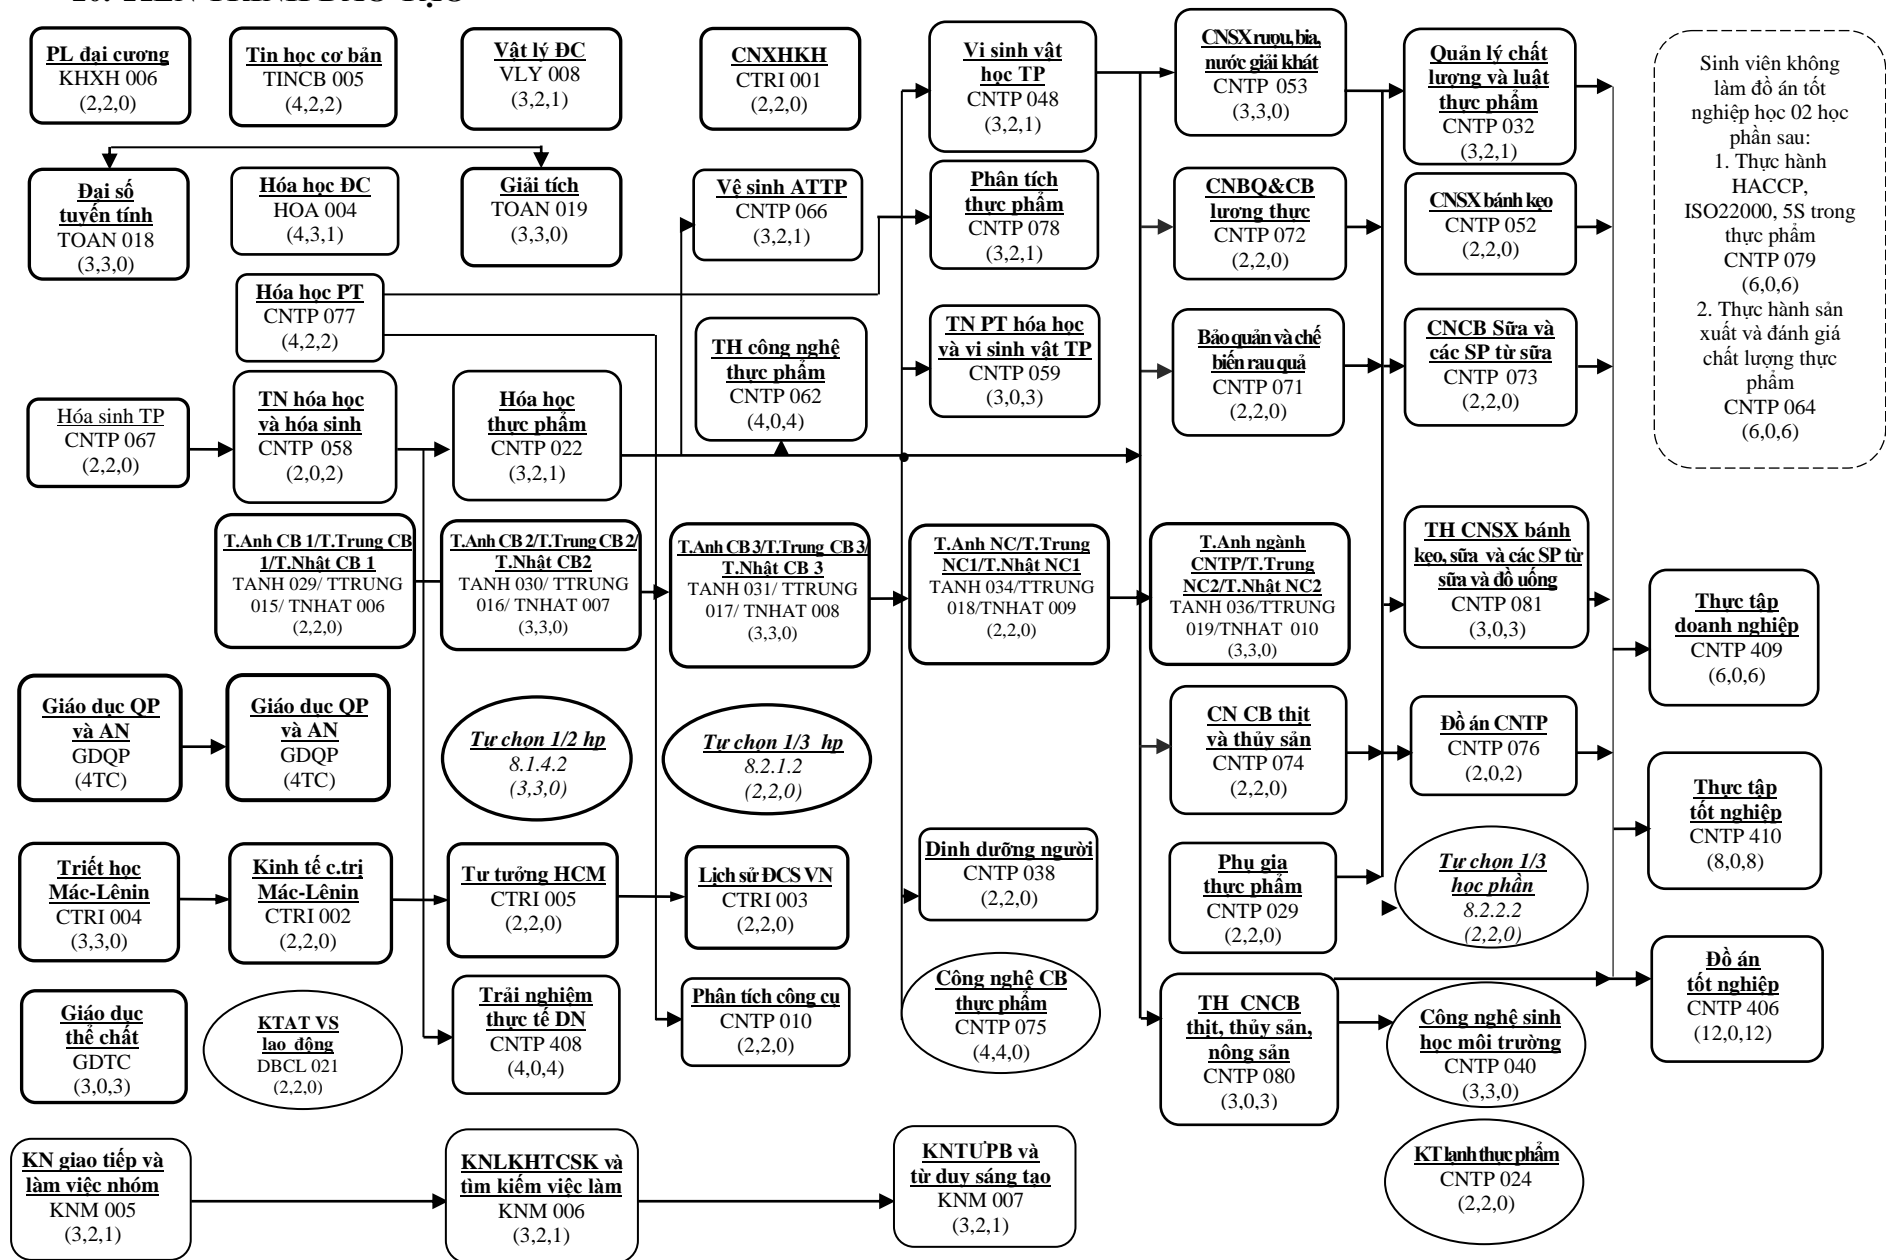 PL đại cương
KHXH 006
(2,2,0)
Tin học cơ bản
TINCB 005
(4,2,2)
Vật lý ĐC
VLY 008
(3,2,1)
CNXHKH
CTRI 001
(2,2,0)
Vi sinh vật
học TP
CNTP 048
(3,2,1)
CNSX rượu, bia,
nước giải khát
CNTP 053
(3,3,0)
Quản lý chất
lượng và luật
thực phẩm
CNTP 032
(3,2,1)
Sinh viên không
làm đồ án tốt
nghiệp học 02 học
phần sau:
1. Thực hành
HACCP,
ISO22000, 5S trong
thực phẩm
CNTP 079
(6,0,6)
2. Thực hành sản
xuất và đánh giá
chất lượng thực
phẩm
CNTP 064
(6,0,6)
Đại số
tuyến tính
TOAN 018
(3,3,0)
Hóa học ĐC
HOA 004
(4,3,1)
Giải tích
TOAN 019
(3,3,0)
Vệ sinh ATTP
CNTP 066
(3,2,1)
Phân tích
thực phẩm
CNTP 078
(3,2,1)
CNBQ&CB
lương thực
CNTP 072
(2,2,0)
CNSX bánh kẹo
CNTP 052
(2,2,0)
Hóa học PT
CNTP 077
(4,2,2)
TH công nghệ
thực phẩm
CNTP 062
(4,0,4)
TN PT hóa học
và vi sinh vật TP
CNTP 059
(3,0,3)
Bảo quản và chế
biến rau quả
CNTP 071
(2,2,0)
CNCB Sữa và
các SP từ sữa
CNTP 073
(2,2,0)
Hóa sinh TP
CNTP 067
(2,2,0)
TN hóa học
và hóa sinh
CNTP 058
(2,0,2)
Hóa học
thực phẩm
CNTP 022
(3,2,1)
T.Anh CB 1/T.Trung CB
1/T.Nhật CB 1
TANH 029/ TTRUNG
015/ TNHAT 006
(2,2,0)
T.Anh CB 2/T.Trung CB 2/
T.Nhật CB2
TANH 030/ TTRUNG
016/ TNHAT 007
(3,3,0)
T.Anh CB 3/T.Trung CB 3/
T.Nhật CB 3
TANH 031/ TTRUNG
017/ TNHAT 008
(3,3,0)
T.Anh NC/T.Trung
NC1/T.Nhật NC1
TANH 034/TTRUNG
018/TNHAT 009
(2,2,0)
T.Anh ngành
CNTP/T.Trung
NC2/T.Nhật NC2
TANH 036/TTRUNG
019/TNHAT 010
(3,3,0)
TH CNSX bánh
kẹo, sữa và các SP từ
sữa và đồ uống
CNTP 081
(3,0,3)
Thực tập
doanh nghiệp
CNTP 409
(6,0,6)
Giáo dục QP
và AN
GDQP
(4TC)
Giáo dục QP
và AN
GDQP
(4TC)
Tự chọn 1/2 hp
8.1.4.2
(3,3,0)
Tự chọn 1/3 hp
8.2.1.2
(2,2,0)
CN CB thịt
và thủy sản
CNTP 074
(2,2,0)
Đồ án CNTP
CNTP 076
(2,0,2)
Thực tập
tốt nghiệp
CNTP 410
(8,0,8)
Triết học
Mác-Lênin
CTRI 004
(3,3,0)
Kinh tế c.trị
Mác-Lênin
CTRI 002
(2,2,0)
Tư tưởng HCM
CTRI 005
(2,2,0)
Lịch sử ĐCS VN
CTRI 003
(2,2,0)
Dinh dưỡng người
CNTP 038
(2,2,0)
Phụ gia
thực phẩm
CNTP 029
(2,2,0)
Tự chọn 1/3
học phần
8.2.2.2
(2,2,0)
Đồ án
tốt nghiệp
CNTP 406
(12,0,12)
Giáo dục
thể chất
GDTC
(3,0,3)
KTAT VS
lao động
DBCL 021
(2,2,0)
Trải nghiệm
thực tế DN
CNTP 408
(4,0,4)
Phân tích công cụ
CNTP 010
(2,2,0)
Công nghệ CB
thực phẩm
CNTP 075
(4,4,0)
TH CNCB
thịt, thủy sản,
nông sản
CNTP 080
(3,0,3)
Công nghệ sinh
học môi trường
CNTP 040
(3,3,0)
KN giao tiếp và
làm việc nhóm
KNM 005
(3,2,1)
KNLKHTCSK và
tìm kiếm việc làm
KNM 006
(3,2,1)
KNTƯPB và
từ duy sáng tạo
KNM 007
(3,2,1)
KT lạnh thực phẩm
CNTP 024
(2,2,0)